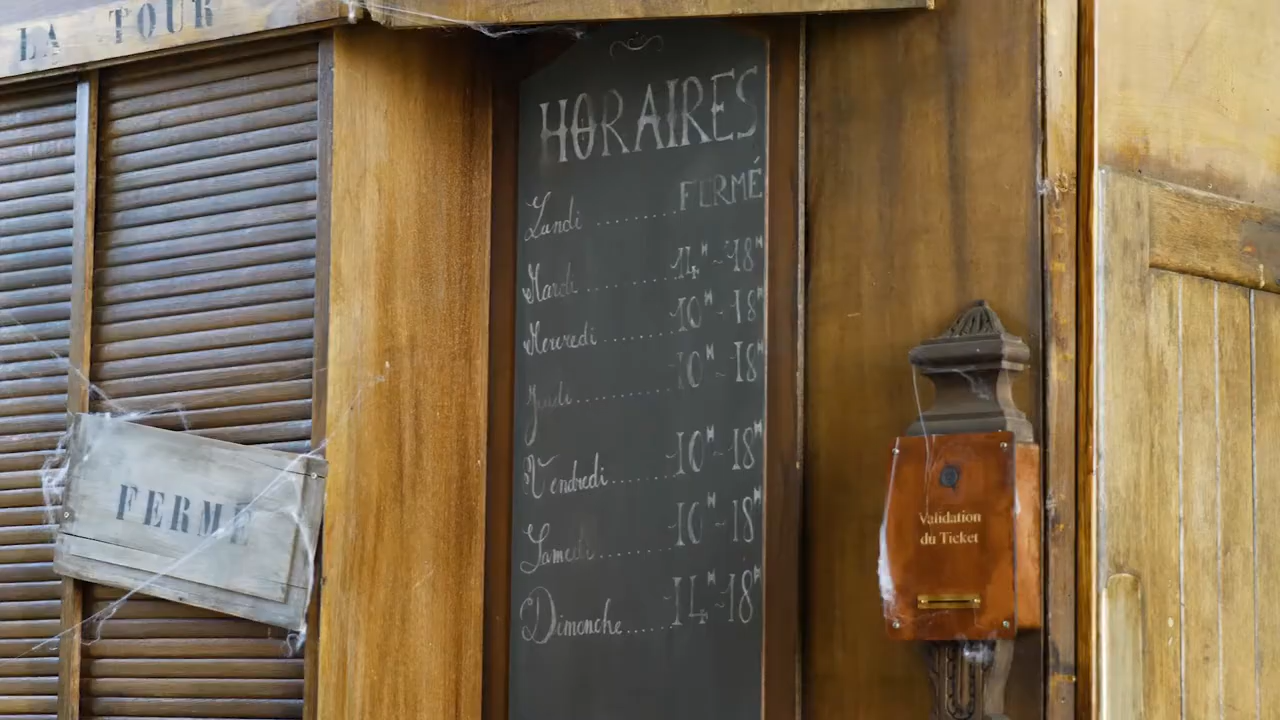 LA TOUR
FERMÉ
HORAIRES
Lundi ........ FERMÉ
Mardi ........ 14H-18H
Mercredi ........ 10H-18H
Jeudi ........ 10H-18H
Vendredi ........ 10H-18H
Samedi ........ 10H-18H
Dimanche ..... 14H-18H
Validation
du Ticket